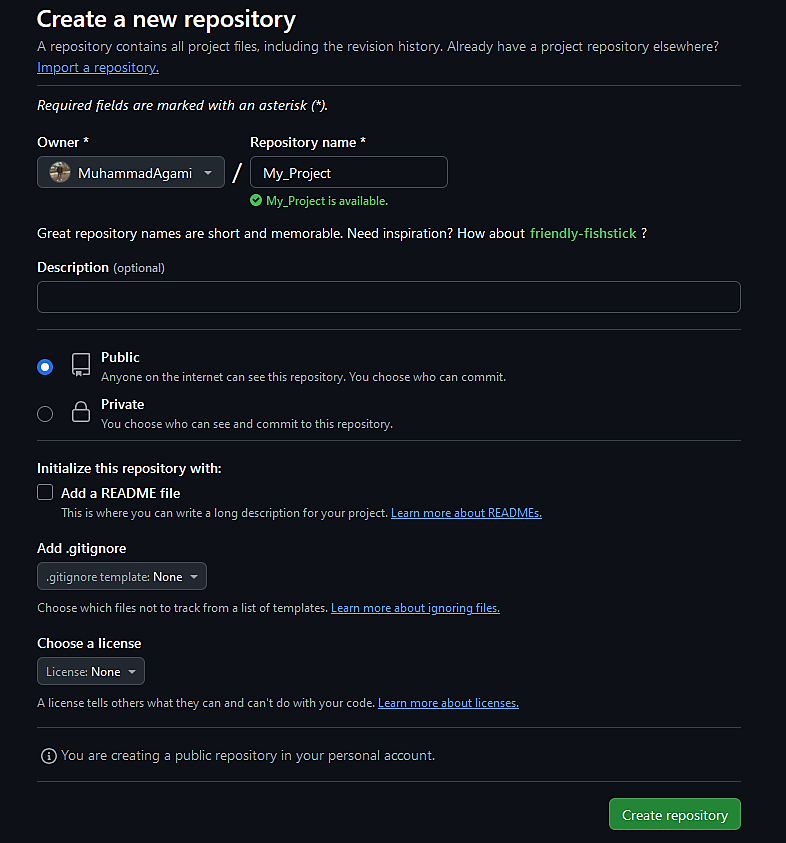 Create a new repository
A repository contains all project files, including the revision history. Already have a project repository elsewhere?
Import a repository.
Required fields are marked with an asterisk (*).
Owner * Repository name *
MuhammadAgami / My_Project
My_Project is available.
Great repository names are short and memorable. Need inspiration? How about friendly-fishstick ?
Description (optional)
Public
Anyone on the internet can see this repository. You choose who can commit.
Private
You choose who can see and commit to this repository.
Initialize this repository with:
Add a README file
This is where you can write a long description for your project. Learn more about READMEs.
Add .gitignore
.gitignore template: None
Choose which files not to track from a list of templates. Learn more about ignoring files.
Choose a license
License: None
A license tells others what they can and can't do with your code. Learn more about licenses.
You are creating a public repository in your personal account.
Create repository